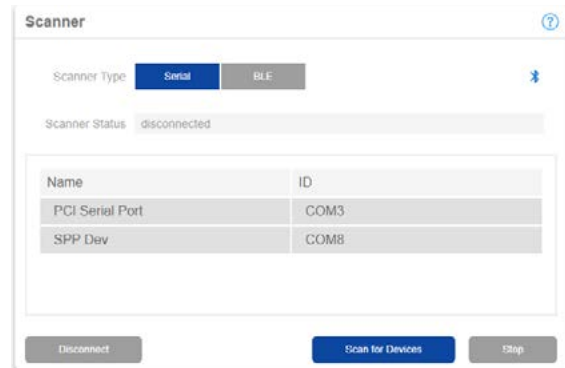 Scanner ?
Scanner Type Serial BLE
Scanner Status disconnected
Name ID
PCI Serial Port COM3
SPP Dev COM8
Disconnect Scan for Devices Stop